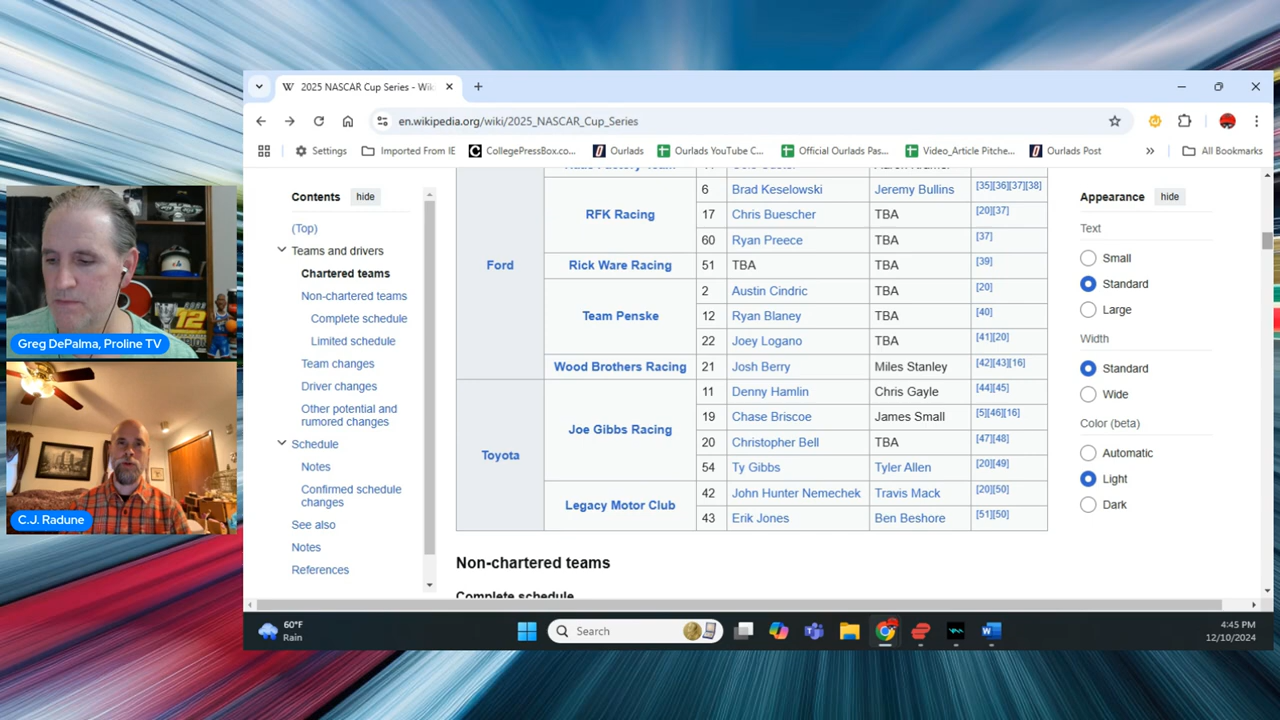 2025 NASCAR Cup Series - Wiki
en.wikipedia.org/wiki/2025_NASCAR_Cup_Series
Settings Imported From IE CollegePressBox.co... Ourlads Ourlads YouTube C... Official Ourlads Pas... Video_Article Pitche... Ourlads Post » All Bookmarks
Contents hide
(Top)
Teams and drivers
Chartered teams
Non-chartered teams
Complete schedule
Limited schedule
Team changes
Driver changes
Other potential and
rumored changes
Schedule
Notes
Confirmed schedule
changes
See also
Notes
References
Ford
RFK Racing
6 Brad Keselowski Jeremy Bullins [35][36][37][38]
17 Chris Buescher TBA [20][37]
60 Ryan Preece TBA [37]
Rick Ware Racing 51 TBA TBA [39]
Team Penske
2 Austin Cindric TBA [20]
12 Ryan Blaney TBA [40]
22 Joey Logano TBA [41][20]
Wood Brothers Racing 21 Josh Berry Miles Stanley [42][43][16]
Toyota
Joe Gibbs Racing
11 Denny Hamlin Chris Gayle [44][45]
19 Chase Briscoe James Small [5][46][16]
20 Christopher Bell TBA [47][48]
54 Ty Gibbs Tyler Allen [20][49]
Legacy Motor Club
42 John Hunter Nemechek Travis Mack [20][50]
43 Erik Jones Ben Beshore [51][50]
Non-chartered teams
Complete schedule
Appearance hide
Text
Small
Standard
Large
Width
Standard
Wide
Color (beta)
Automatic
Light
Dark
Greg DePalma, Proline TV
12
C.J. Radune
60°F
Rain
Search
4:45 PM
12/10/2024